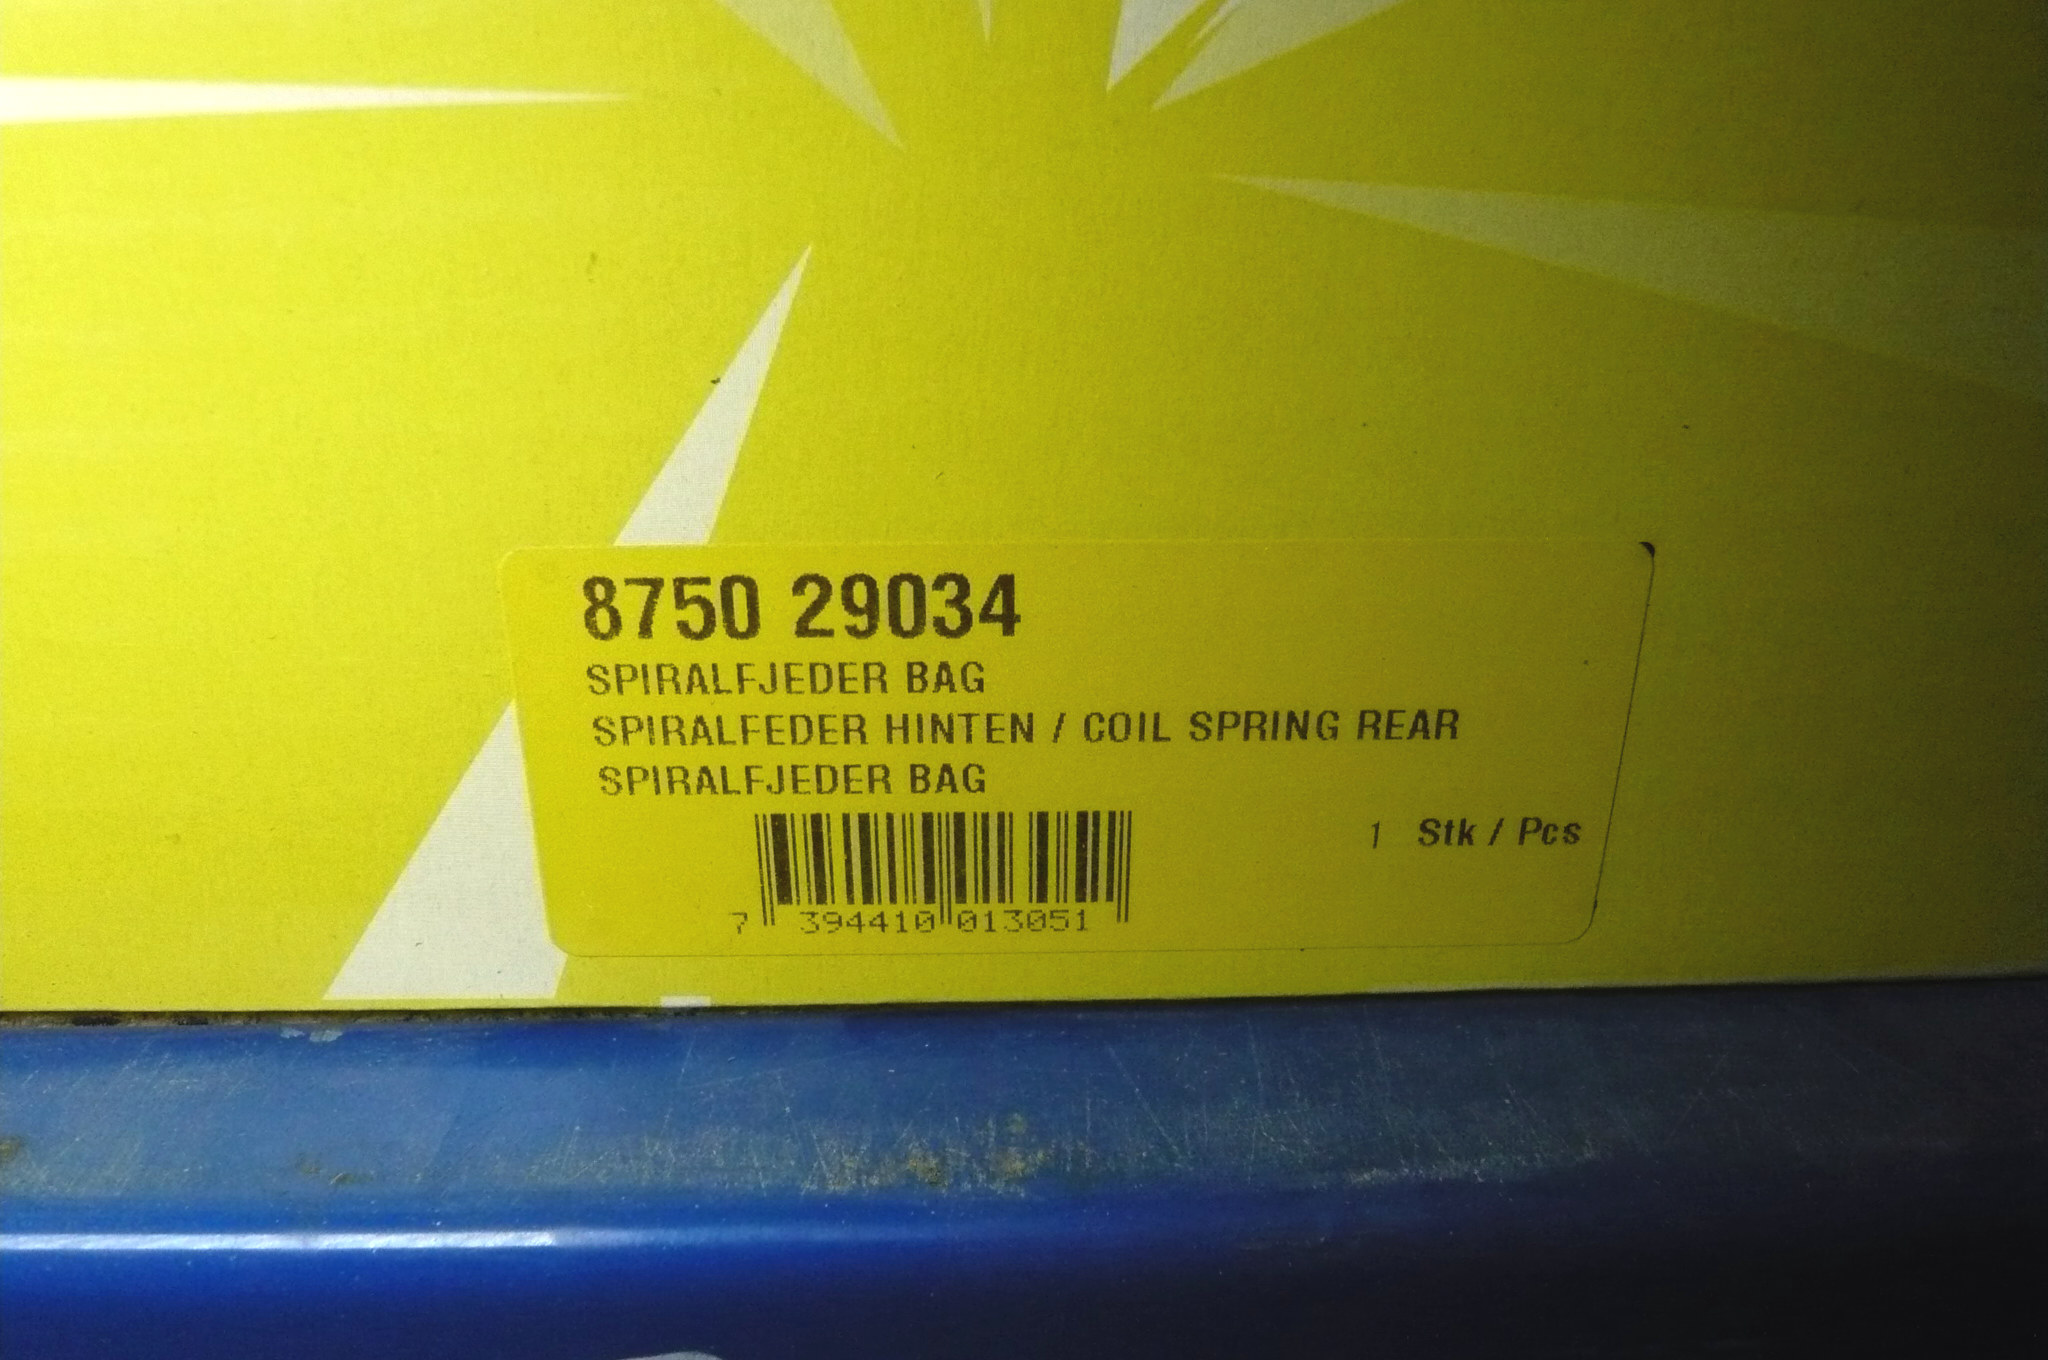 8750 29034
SPIRALFJEDER BAG
SPIRALFEDER HINTEN / COIL SPRING REAR
SPIRALFJEDER BAG
1 Stk / Pcs
7 394410 013051